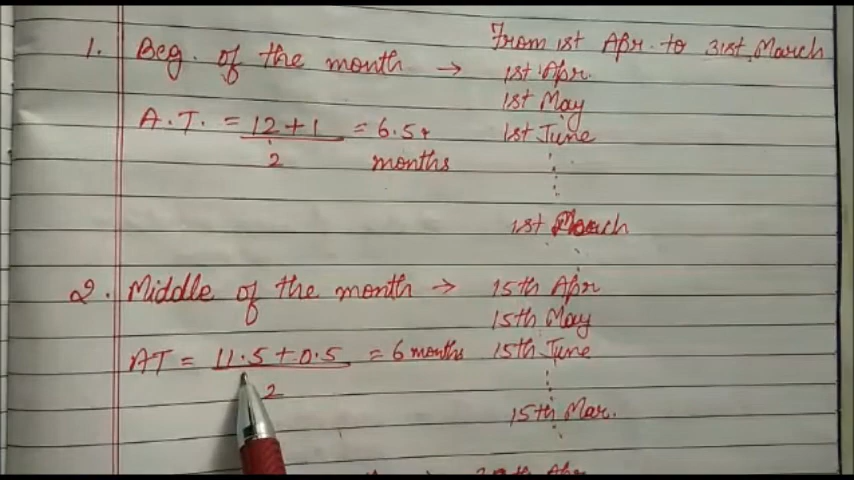 From 1st Apr. to 31st March
1. Beg. of the month → 1st Apr.
1st May
A.T. = 12+1 = 6.5 1st June
2 months
1st March
2. Middle of the month → 15th Apr
15th May
AT = 11.5 + 0.5 = 6 months 15th June
2
15th Mar.